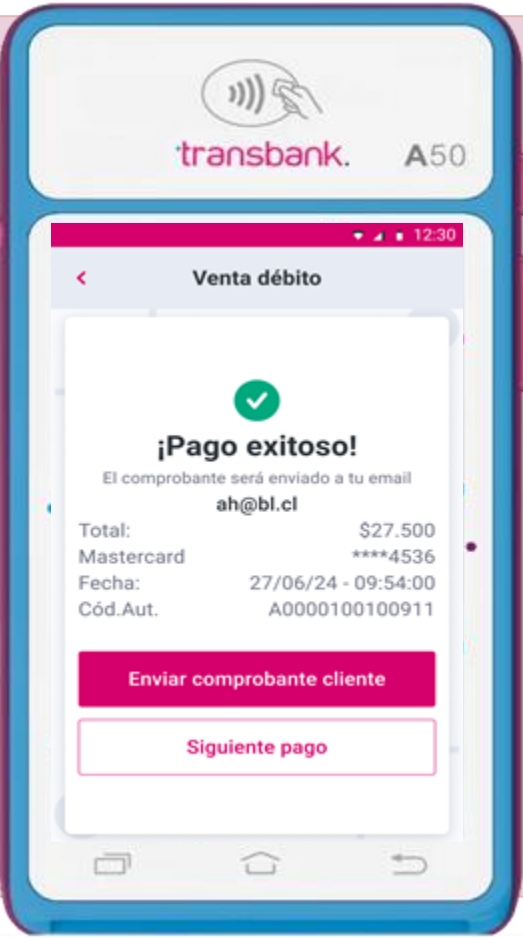 transbank.
A50
12:30
Venta débito
¡Pago exitoso!
El comprobante será enviado a tu email
ah@bl.cl
Total: $27.500
Mastercard ****4536
Fecha: 27/06/24 - 09:54:00
Cód.Aut. A0000100100911
Enviar comprobante cliente
Siguiente pago